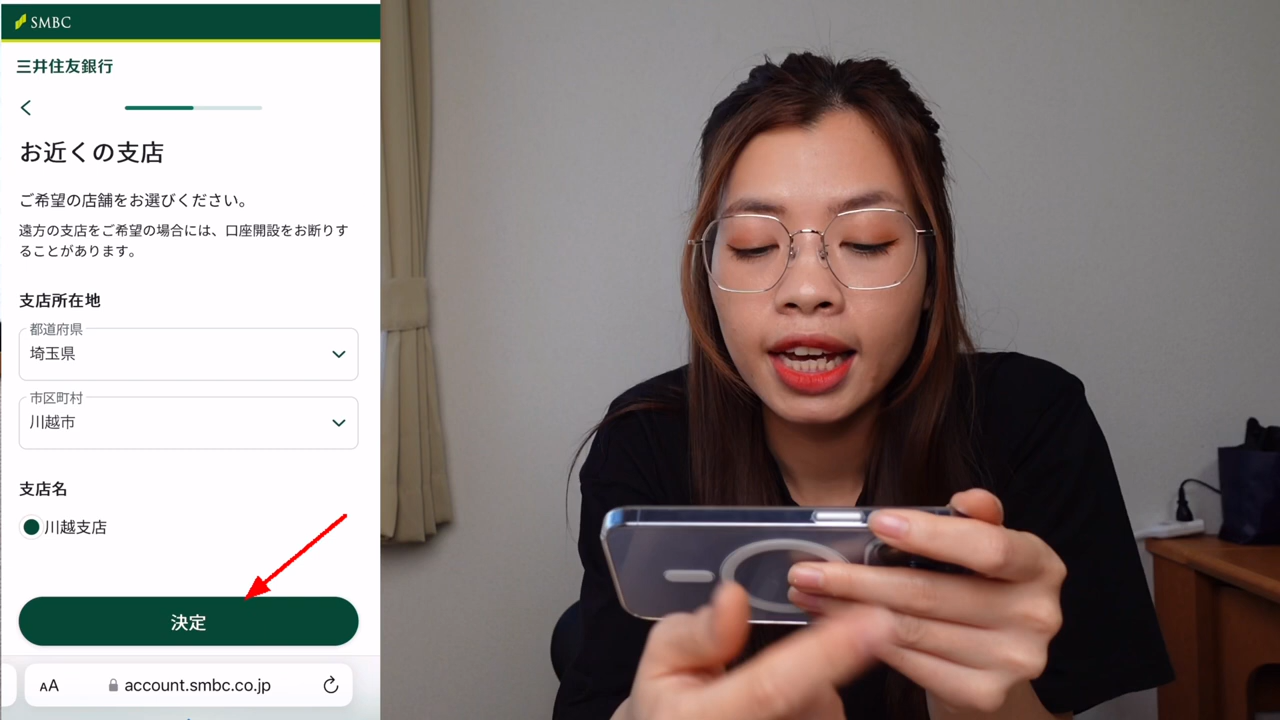 SMBC
三井住友銀行
お近くの支店
ご希望の店舗をお選びください。
遠方の支店をご希望の場合には、口座開設をお断りす
ることがあります。
支店所在地
都道府県
埼玉県
市区町村
川越市
支店名
川越支店
決定
AA account.smbc.co.jp